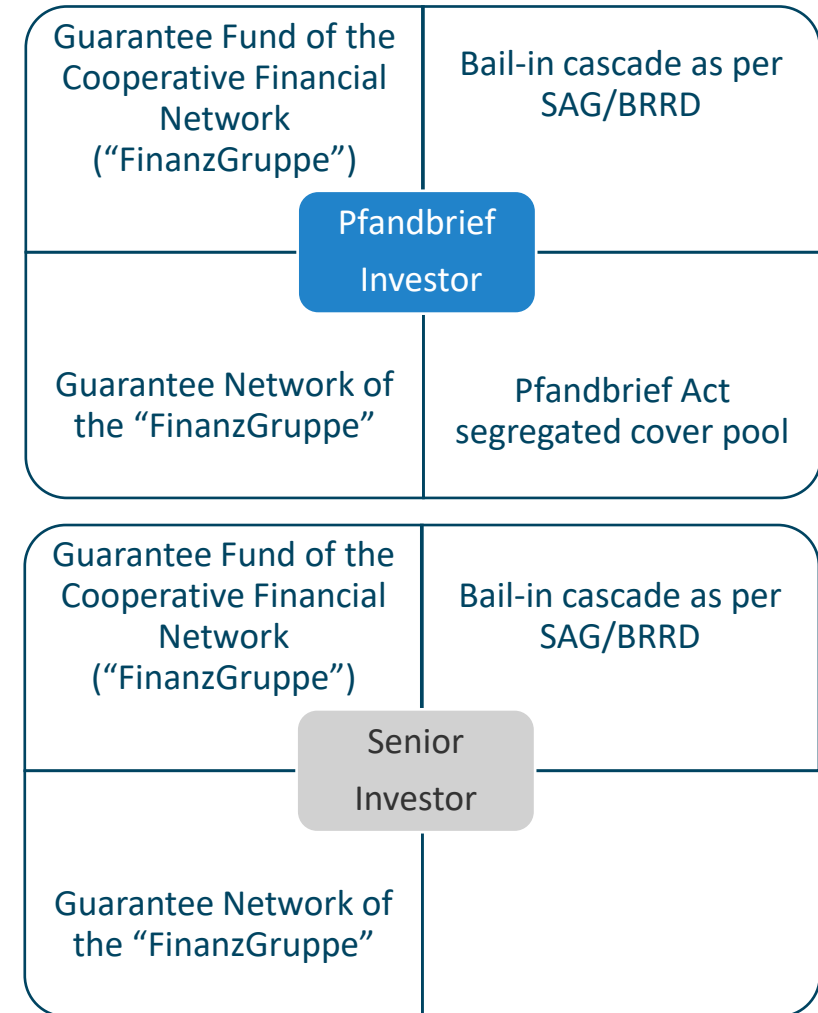 Guarantee Fund of the
Cooperative Financial
Network
(“FinanzGruppe”)
Bail-in cascade as per
SAG/BRRD
Pfandbrief
Investor
Guarantee Network of
the “FinanzGruppe”
Pfandbrief Act
segregated cover pool
Guarantee Fund of the
Cooperative Financial
Network
(“FinanzGruppe”)
Bail-in cascade as per
SAG/BRRD
Senior
Investor
Guarantee Network of
the “FinanzGruppe”